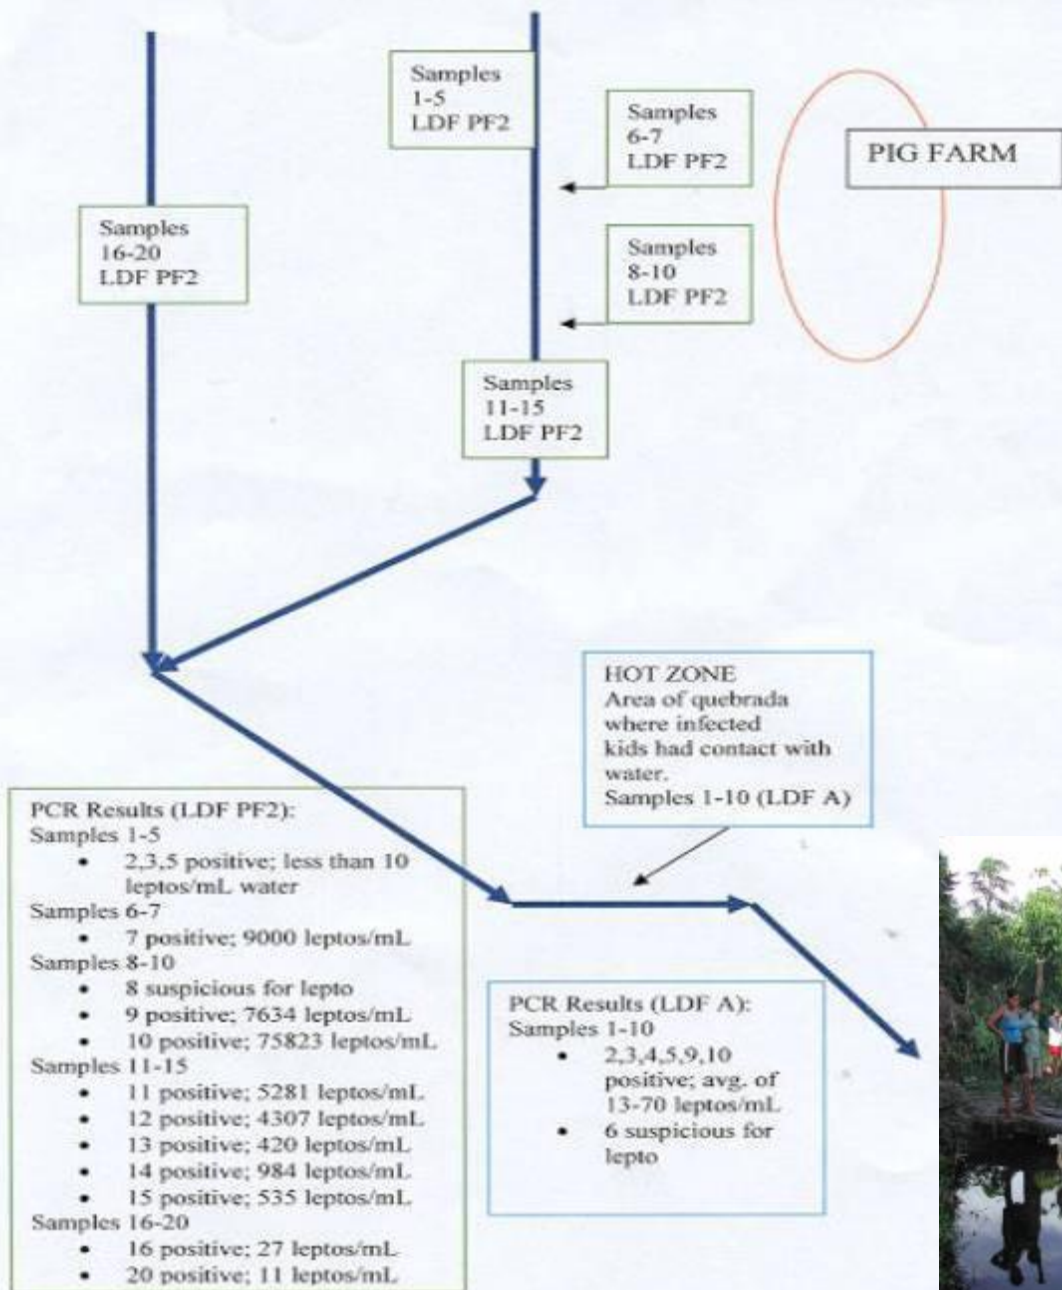 Samples
1-5
LDF PF2
Samples
6-7
LDF PF2
PIG FARM
Samples
16-20
LDF PF2
Samples
8-10
LDF PF2
Samples
11-15
LDF PF2
HOT ZONE
Area of quebrada
where infected
kids had contact with
water.
Samples 1-10 (LDF A)
PCR Results (LDF PF2):
Samples 1-5
• 2,3,5 positive; less than 10
leptos/mL water
Samples 6-7
• 7 positive; 9000 leptos/mL
Samples 8-10
• 8 suspicious for lepto
• 9 positive; 7634 leptos/mL
• 10 positive; 75823 leptos/mL
Samples 11-15
• 11 positive; 5281 leptos/mL
• 12 positive; 4307 leptos/mL
• 13 positive; 420 leptos/mL
• 14 positive; 984 leptos/mL
• 15 positive; 535 leptos/mL
Samples 16-20
• 16 positive; 27 leptos/mL
• 20 positive; 11 leptos/mL
PCR Results (LDF A):
Samples 1-10
• 2,3,4,5,9,10
positive; avg. of
13-70 leptos/mL
• 6 suspicious for
lepto